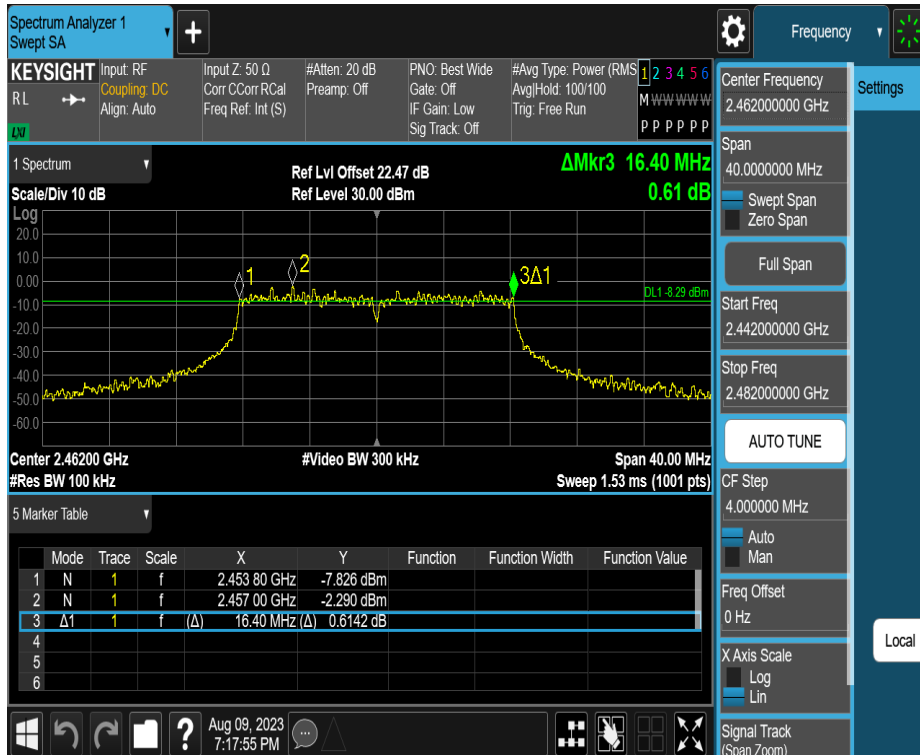 Spectrum Analyzer 1
Swept SA
+
Frequency
KEYSIGHT
RL
LXI
Input: RF
Coupling: DC
Align: Auto
Input Z: 50 Ω
Corr CCorr RCal
Freq Ref: Int (S)
#Atten: 20 dB
Preamp: Off
PNO: Best Wide
Gate: Off
IF Gain: Low
Sig Track: Off
#Avg Type: Power (RMS
Avg|Hold: 100/100
Trig: Free Run
1 2 3 4 5 6
M W W W W W
P P P P P P
1 Spectrum
Scale/Div 10 dB
Ref Lvl Offset 22.47 dB
Ref Level 30.00 dBm
ΔMkr3 16.40 MHz
0.61 dB
Log
20.0
10.0
0.00
-10.0
-20.0
-30.0
-40.0
-50.0
-60.0
1
2
3Δ1
DL1 -8.29 dBm
Center 2.46200 GHz
#Video BW 300 kHz
Span 40.00 MHz
#Res BW 100 kHz
Sweep 1.53 ms (1001 pts)
5 Marker Table
Mode Trace Scale X Y Function Function Width Function Value
1 N 1 f 2.453 80 GHz -7.826 dBm
2 N 1 f 2.457 00 GHz -2.290 dBm
3 Δ1 1 f (Δ) 16.40 MHz (Δ) 0.6142 dB
4
5
6
?
Aug 09, 2023
7:17:55 PM
Center Frequency
2.462000000 GHz
Span
40.0000000 MHz
Swept Span
Zero Span
Full Span
Start Freq
2.442000000 GHz
Stop Freq
2.482000000 GHz
AUTO TUNE
CF Step
4.000000 MHz
Auto
Man
Freq Offset
0 Hz
X Axis Scale
Log
Lin
Signal Track
(Span Zoom)
Settings
Local